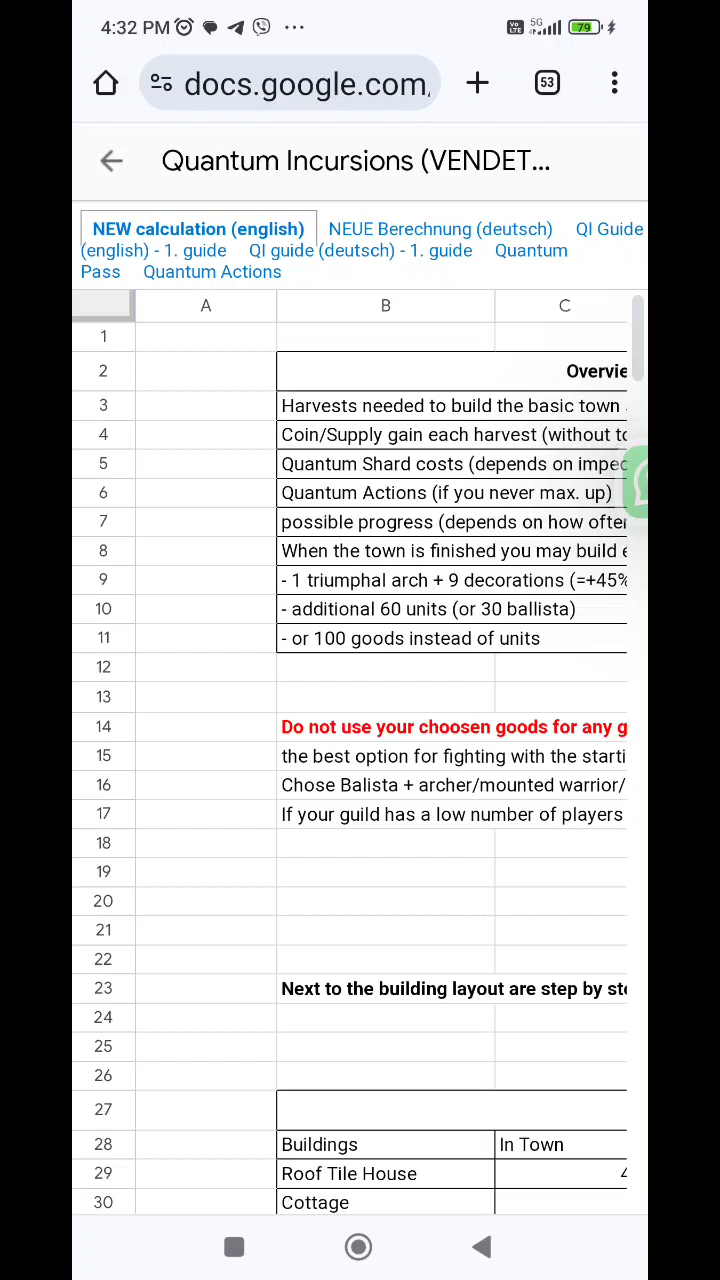 4:32 PM
Vo LTE 5G 79
docs.google.com, 53
Quantum Incursions (VENDET...
NEW calculation (english) NEUE Berechnung (deutsch) QI Guide
(english) - 1. guide QI guide (deutsch) - 1. guide Quantum
Pass Quantum Actions
A B C
1
2 Overvie
3 Harvests needed to build the basic town
4 Coin/Supply gain each harvest (without to
5 Quantum Shard costs (depends on imped
6 Quantum Actions (if you never max. up)
7 possible progress (depends on how ofte
8 When the town is finished you may build e
9 - 1 triumphal arch + 9 decorations (=+45%
10 - additional 60 units (or 30 ballista)
11 - or 100 goods instead of units
12
13
14 Do not use your choosen goods for any g
15 the best option for fighting with the starti
16 Chose Balista + archer/mounted warrior/
17 If your guild has a low number of players
18
19
20
21
22
23 Next to the building layout are step by ste
24
25
26
27
28 Buildings In Town
29 Roof Tile House 4
30 Cottage